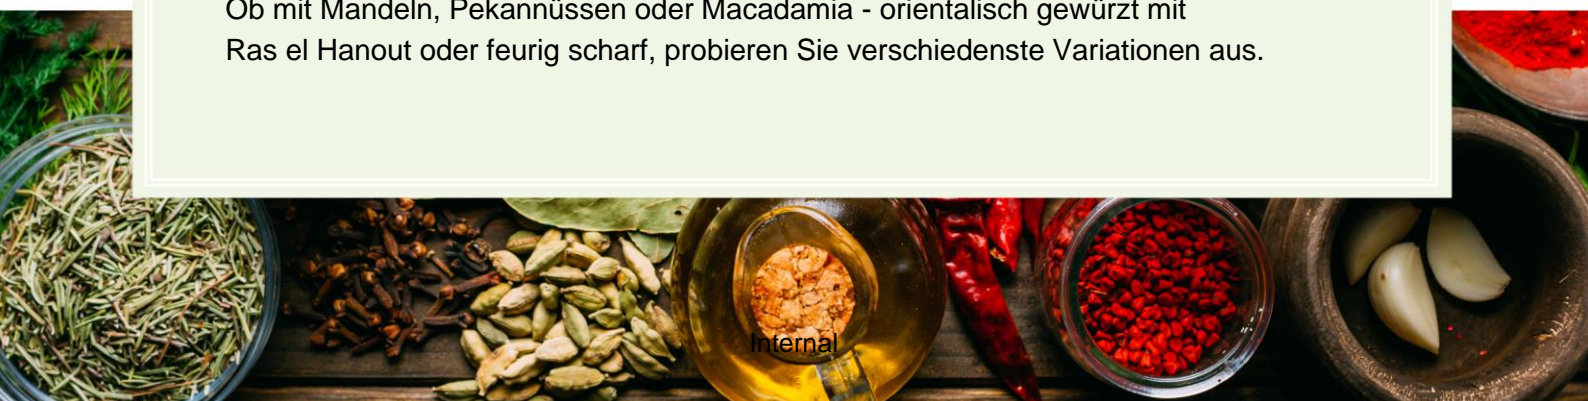 Ob mit Mandeln, Pekannüssen oder Macadamia - orientalisch gewürzt mit
Ras el Hanout oder feurig scharf, probieren Sie verschiedenste Variationen aus.
Internal